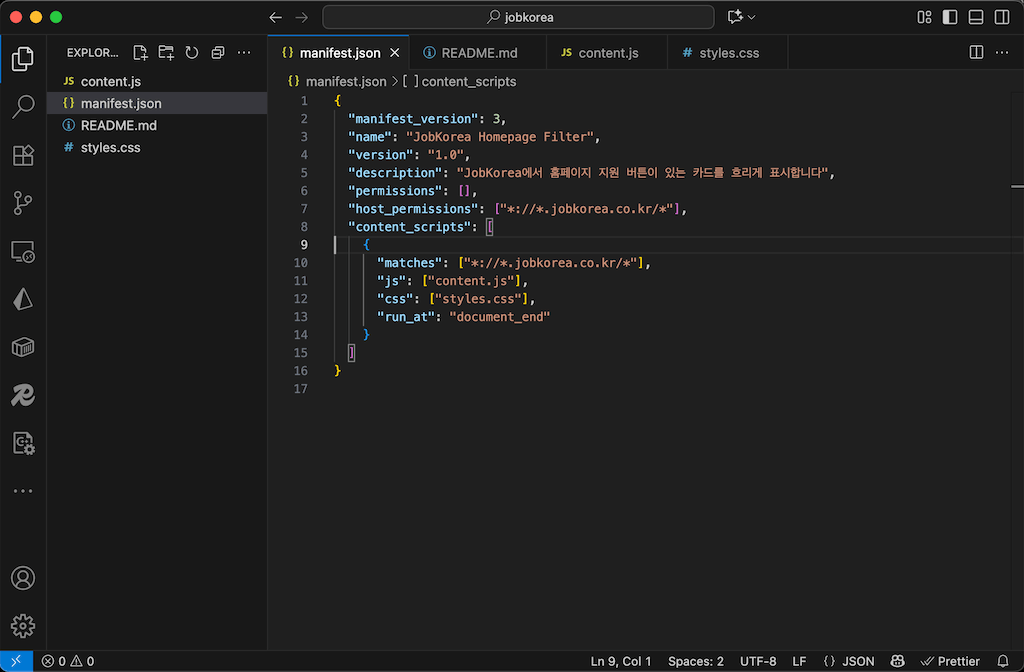 jobkorea
EXPLOR...
JS content.js
{} manifest.json
README.md
# styles.css
{} manifest.json
README.md
JS content.js
# styles.css
{} manifest.json > [ ] content_scripts
1 {
2 "manifest_version": 3,
3 "name": "JobKorea Homepage Filter",
4 "version": "1.0",
5 "description": "JobKorea에서 홈페이지 지원 버튼이 있는 카드를 흐리게 표시합니다",
6 "permissions": [],
7 "host_permissions": ["*://*.jobkorea.co.kr/*"],
8 "content_scripts": [
9 {
10 "matches": ["*://*.jobkorea.co.kr/*"],
11 "js": ["content.js"],
12 "css": ["styles.css"],
13 "run_at": "document_end"
14 }
15 ]
16 }
17
0 0 Ln 9, Col 1 Spaces: 2 UTF-8 LF {} JSON Prettier